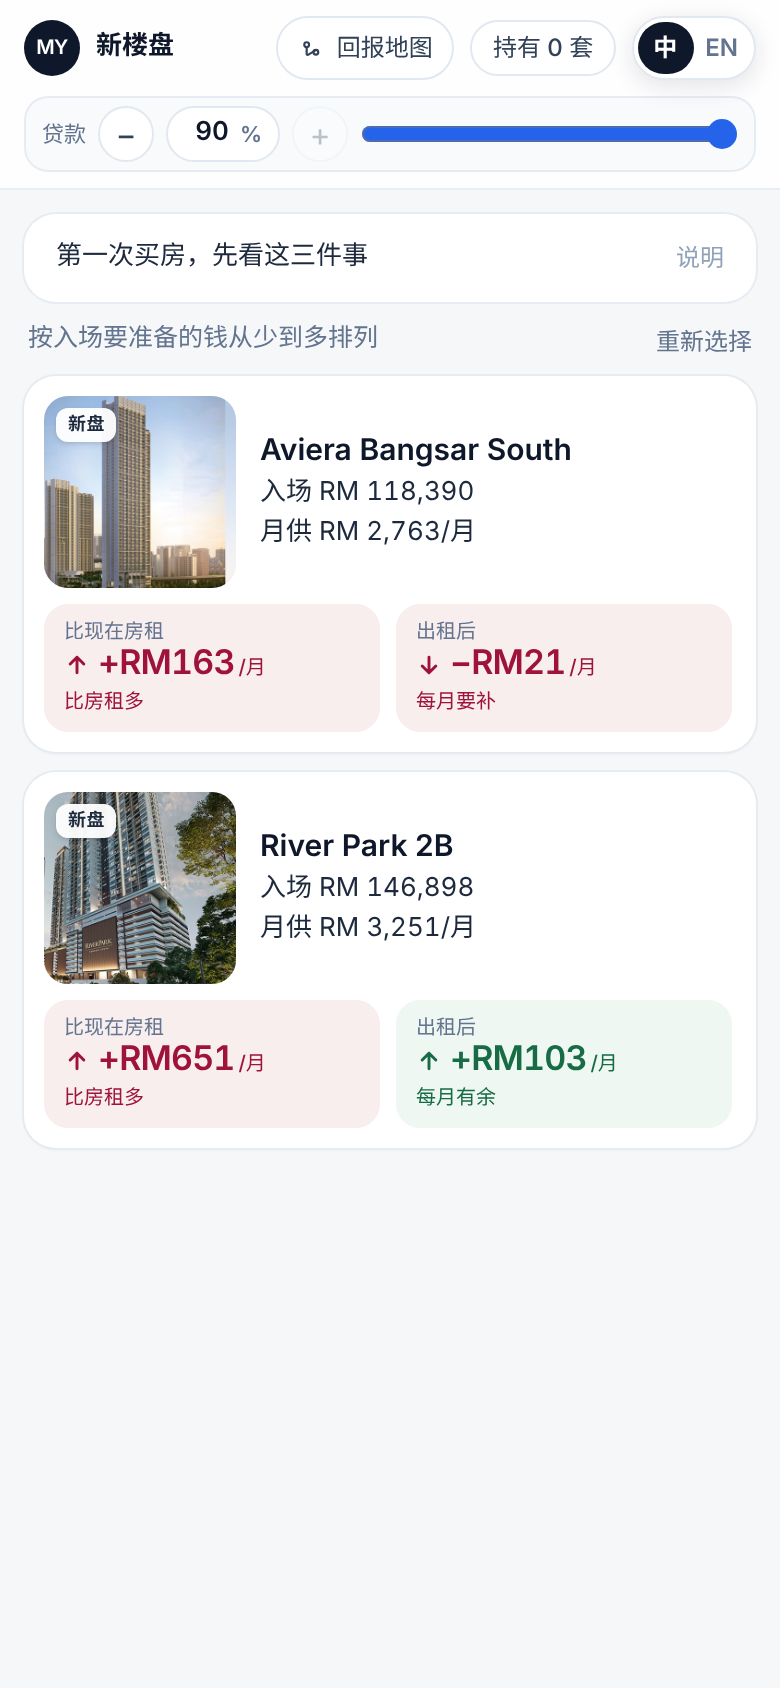 MY 新楼盘 回报地图 持有 0 套 中 EN
贷款 − 90 % +
第一次买房，先看这三件事 说明
按入场要准备的钱从少到多排列 重新选择
新盘
Aviera Bangsar South
入场 RM 118,390
月供 RM 2,763/月
比现在房租
↑ +RM163/月
比房租多
出租后
↓ −RM21/月
每月要补
新盘
RIVER PARK
River Park 2B
入场 RM 146,898
月供 RM 3,251/月
比现在房租
↑ +RM651/月
比房租多
出租后
↑ +RM103/月
每月有余